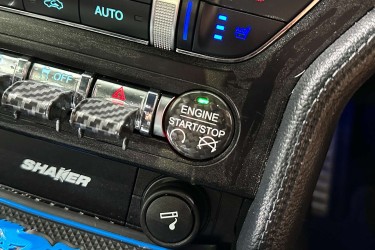 AUTO
OFF
ENGINE
START/STOP
SHAKER